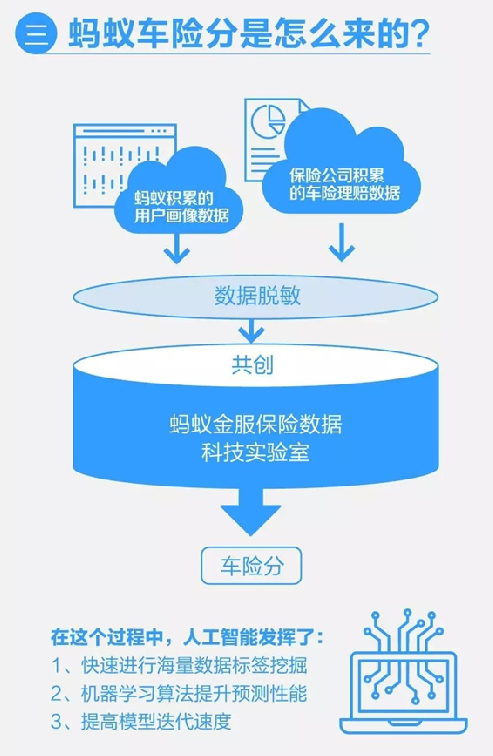 三 蚂蚁车险分是怎么来的?
蚂蚁积累的
用户画像数据
保险公司积累
的车险理赔数据
数据脱敏
共创
蚂蚁金服保险数据
科技实验室
车险分
在这个过程中，人工智能发挥了：
1、快速进行海量数据标签挖掘
2、机器学习算法提升预测性能
3、提高模型迭代速度